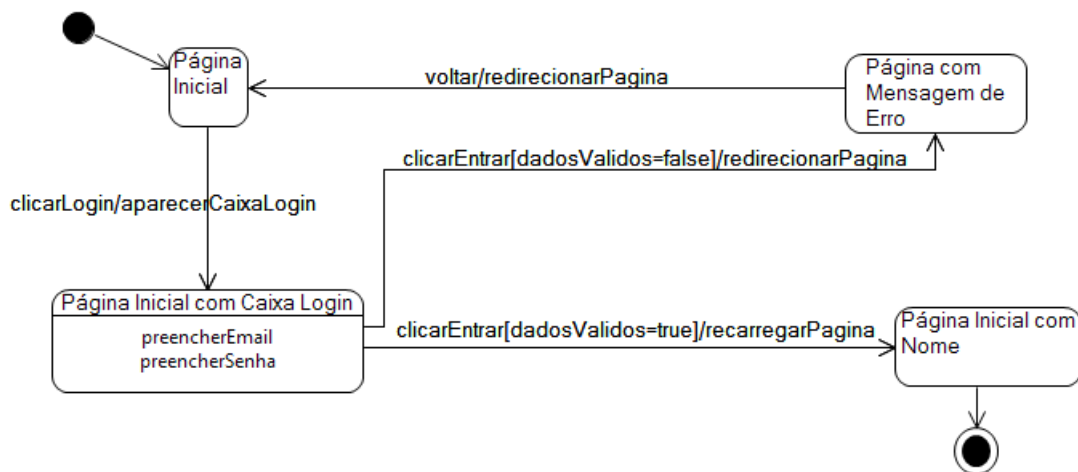 Página
Inicial
voltar/redirecionarPagina
Página com
Mensagem de
Erro
clicarEntrar[dadosValidos=false]/redirecionarPagina
clicarLogin/aparecerCaixaLogin
Página Inicial com Caixa Login
preencherEmail
preencherSenha
clicarEntrar[dadosValidos=true]/recarregarPagina
Página Inicial com
Nome